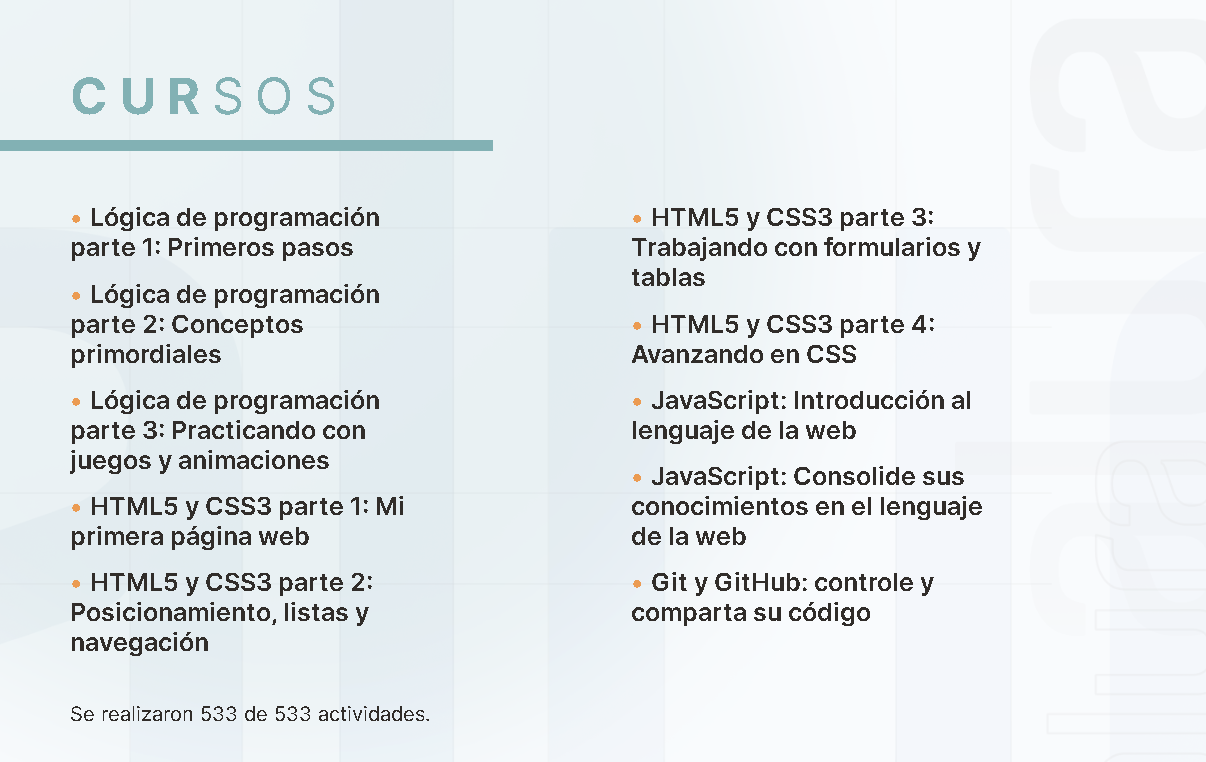 CURSOS
• Lógica de programación
parte 1: Primeros pasos
• Lógica de programación
parte 2: Conceptos
primordiales
• Lógica de programación
parte 3: Practicando con
juegos y animaciones
• HTML5 y CSS3 parte 1: Mi
primera página web
• HTML5 y CSS3 parte 2:
Posicionamiento, listas y
navegación
• HTML5 y CSS3 parte 3:
Trabajando con formularios y
tablas
• HTML5 y CSS3 parte 4:
Avanzando en CSS
• JavaScript: Introducción al
lenguaje de la web
• JavaScript: Consolide sus
conocimientos en el lenguaje
de la web
• Git y GitHub: controle y
comparta su código
Se realizaron 533 de 533 actividades.